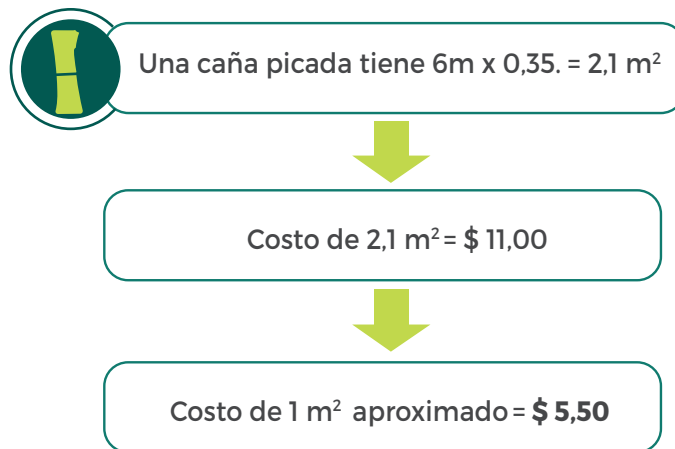 Una caña picada tiene 6m x 0,35. = 2,1 m²
Costo de 2,1 m² = $ 11,00
Costo de 1 m² aproximado = $ 5,50